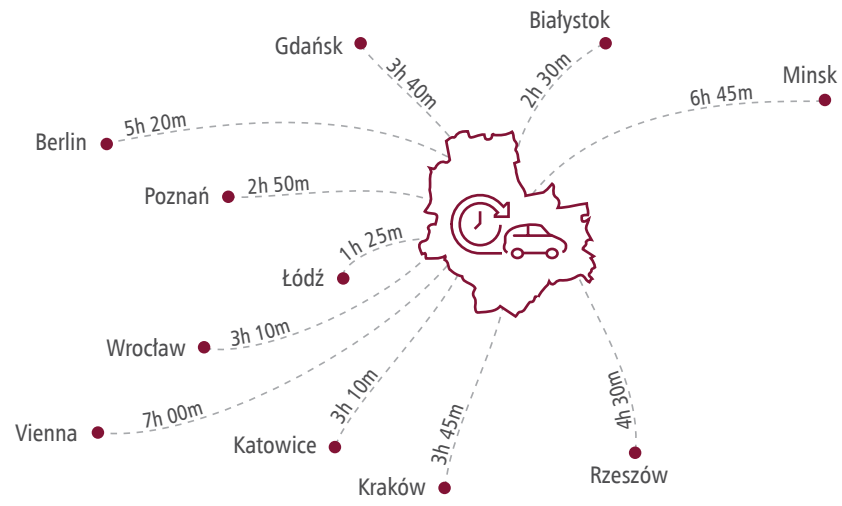 Białystok
2h 30m
Gdańsk
3h 40m
Minsk
6h 45m
Berlin
5h 20m
Poznań
2h 50m
Łódź
1h 25m
Wrocław
3h 10m
Vienna
7h 00m
Katowice
3h 10m
Kraków
3h 45m
Rzeszów
4h 30m